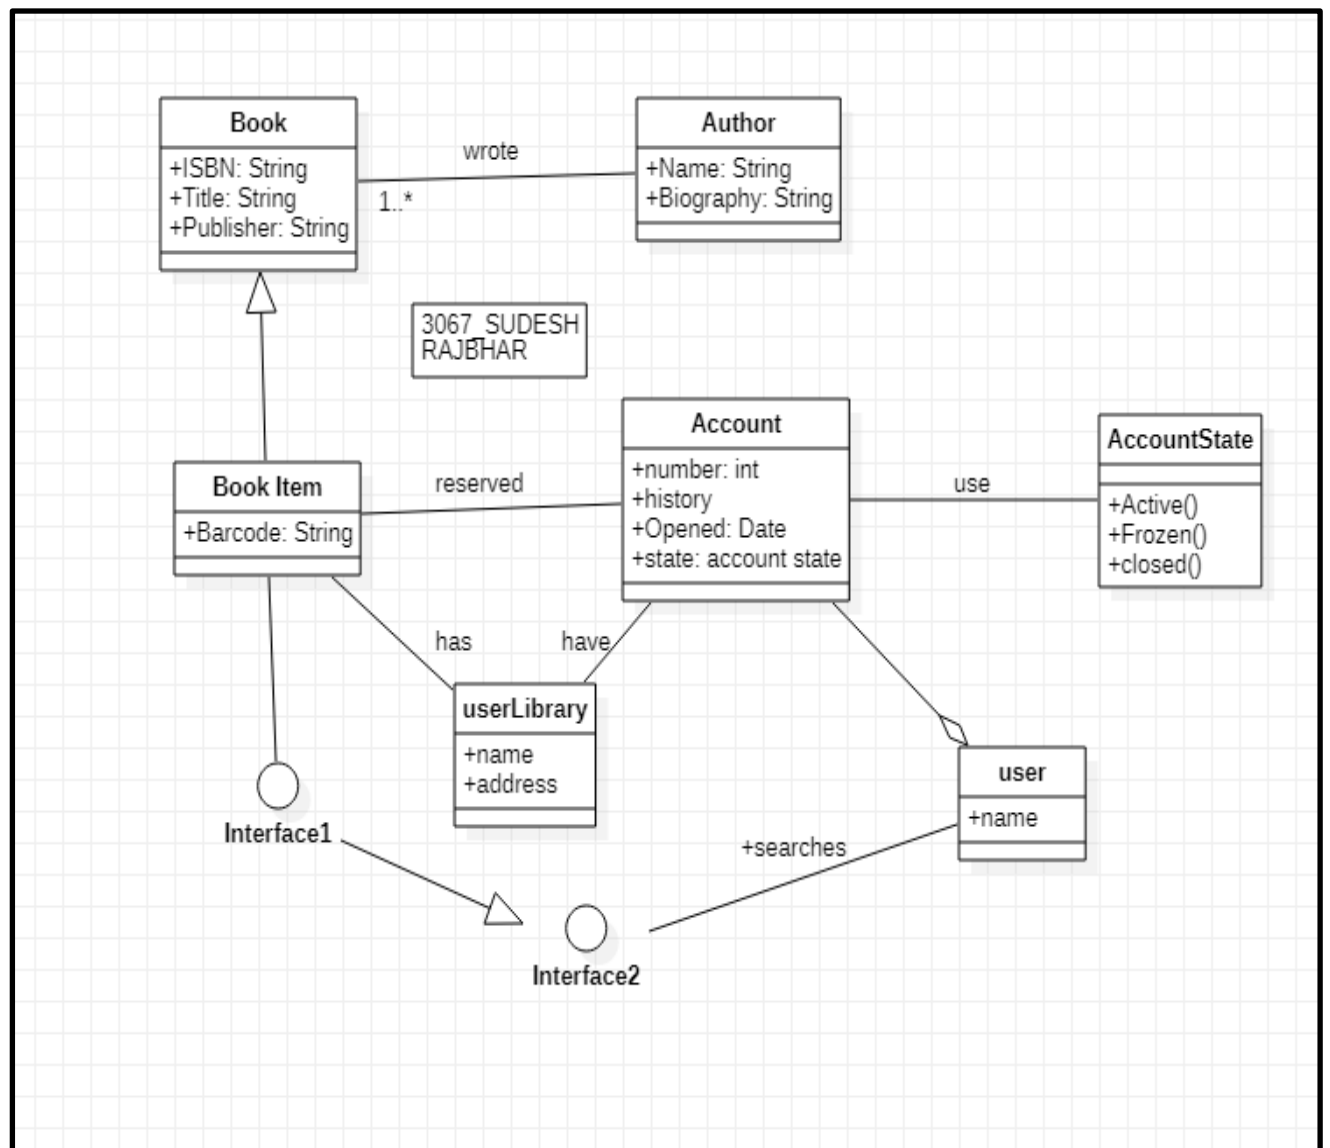 Book
+ISBN: String
+Title: String
+Publisher: String
wrote
1..*
Author
+Name: String
+Biography: String
3067_SUDESH
RAJBHAR
Book Item
+Barcode: String
reserved
Account
+number: int
+history
+Opened: Date
+state: account state
use
AccountState
+Active()
+Frozen()
+closed()
has
have
userLibrary
+name
+address
user
+name
Interface1
+searches
Interface2